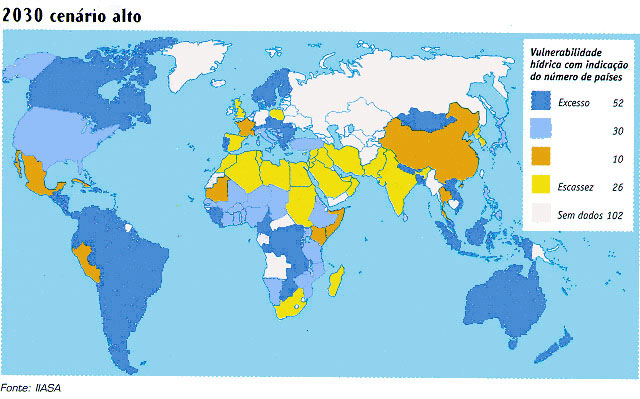 2030 cenário alto
Vulnerabilidade
hídrica com indicação
do número de países
Excesso 52
30
10
Escassez 26
Sem dados 102
Fonte: IIASA